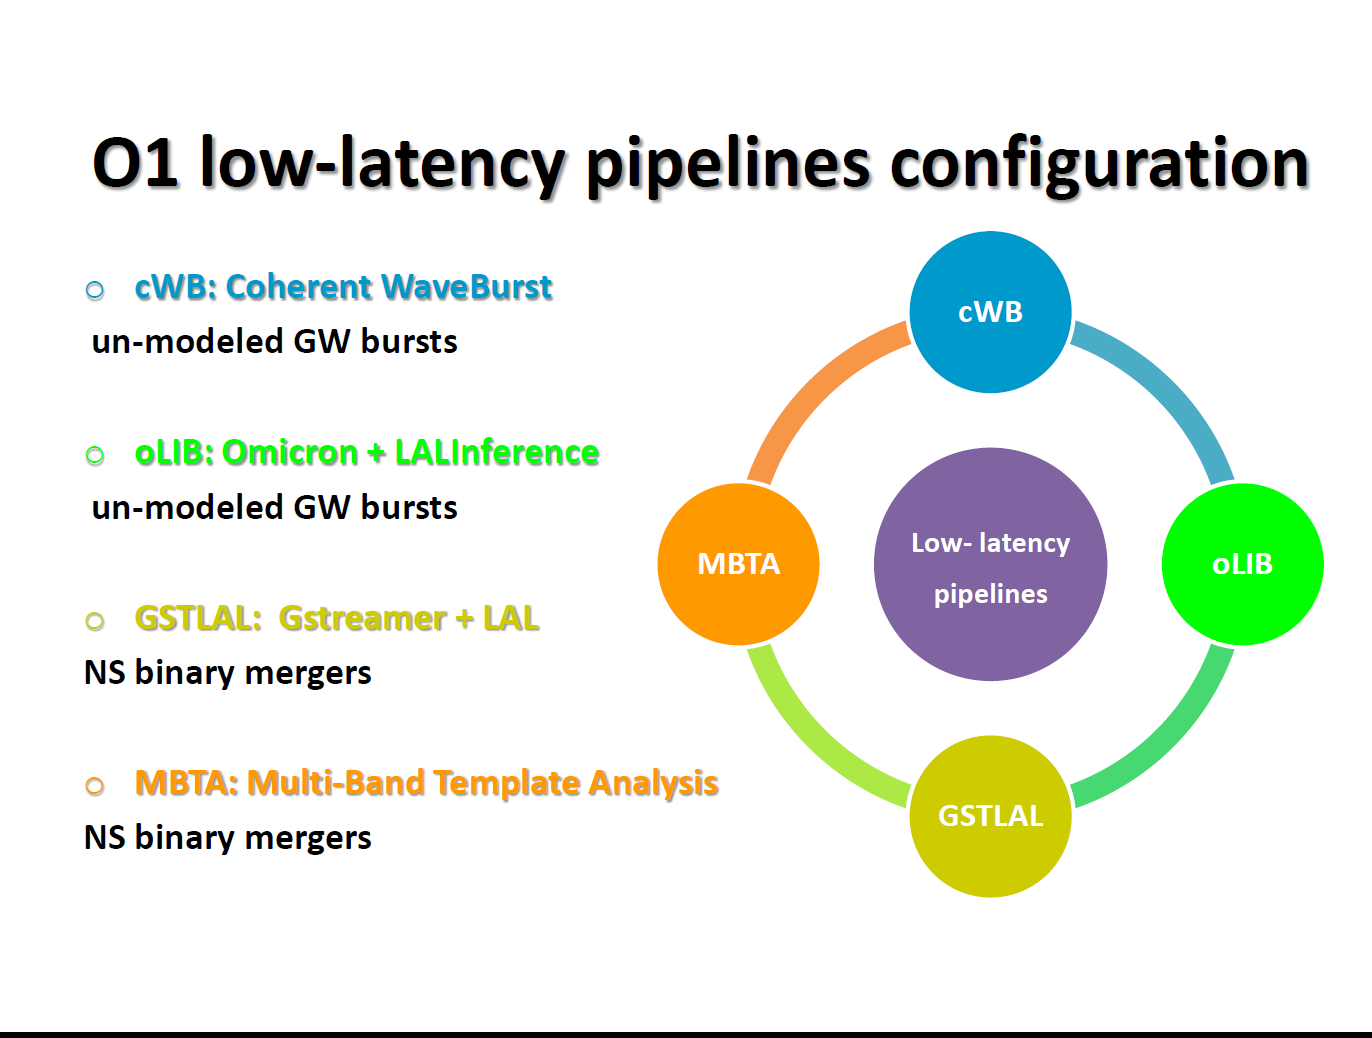 O1 low-latency pipelines configuration
cWB: Coherent WaveBurst
un-modeled GW bursts
oLIB: Omicron + LALInference
un-modeled GW bursts
GSTLAL:  Gstreamer + LAL
NS binary mergers
MBTA: Multi-Band Template Analysis
NS binary mergers
cWB
MBTA
Low- latency
pipelines
oLIB
GSTLAL